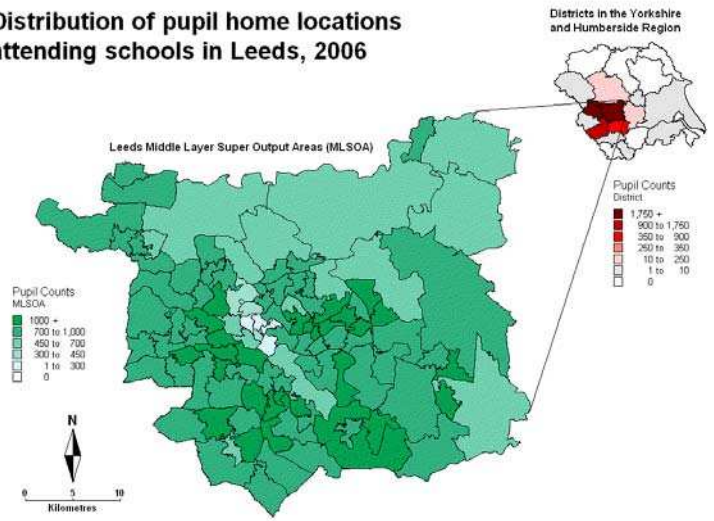 Distribution of pupil home locations
attending schools in Leeds, 2006
Districts in the Yorkshire
and Humberside Region
Leeds Middle Layer Super Output Areas (MLSOA)
Pupil Counts
District
1,750 +
900 to 1,750
350 to 900
250 to 350
10 to 250
1 to 10
0
Pupil Counts
MLSOA
1000 +
700 to 1,000
450 to 700
300 to 450
1 to 300
0
N
0 5 10
Kilometres